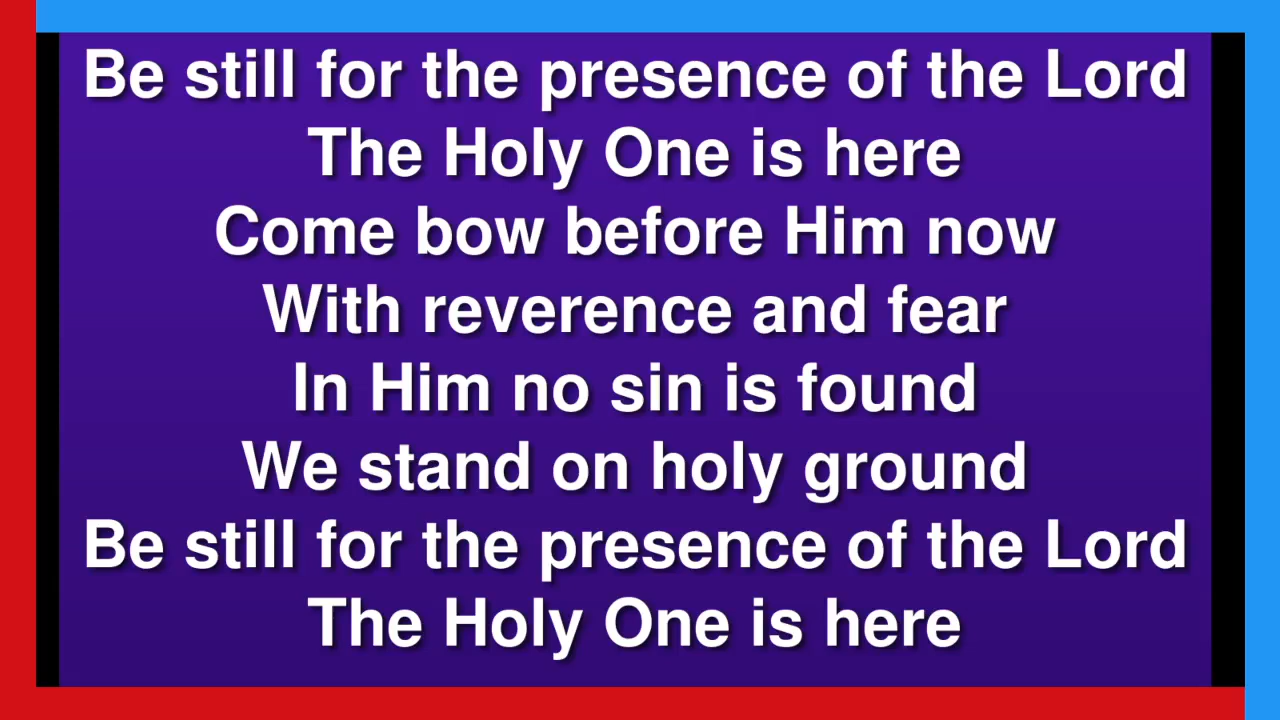 Be still for the presence of the Lord
The Holy One is here
Come bow before Him now
With reverence and fear
In Him no sin is found
We stand on holy ground
Be still for the presence of the Lord
The Holy One is here